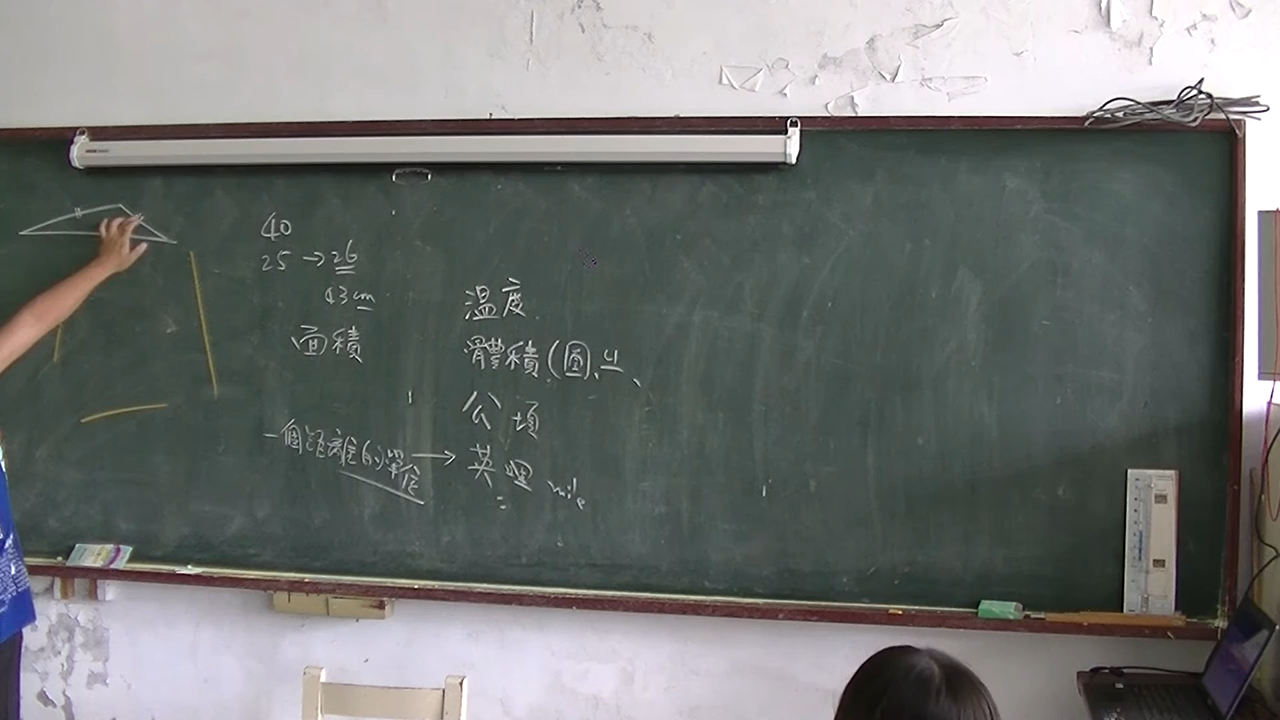 40
25 → 26
43 cm
面積
溫度
體積(圓、ㄐ、
公頃
一個距離的單位 → 英哩 mile